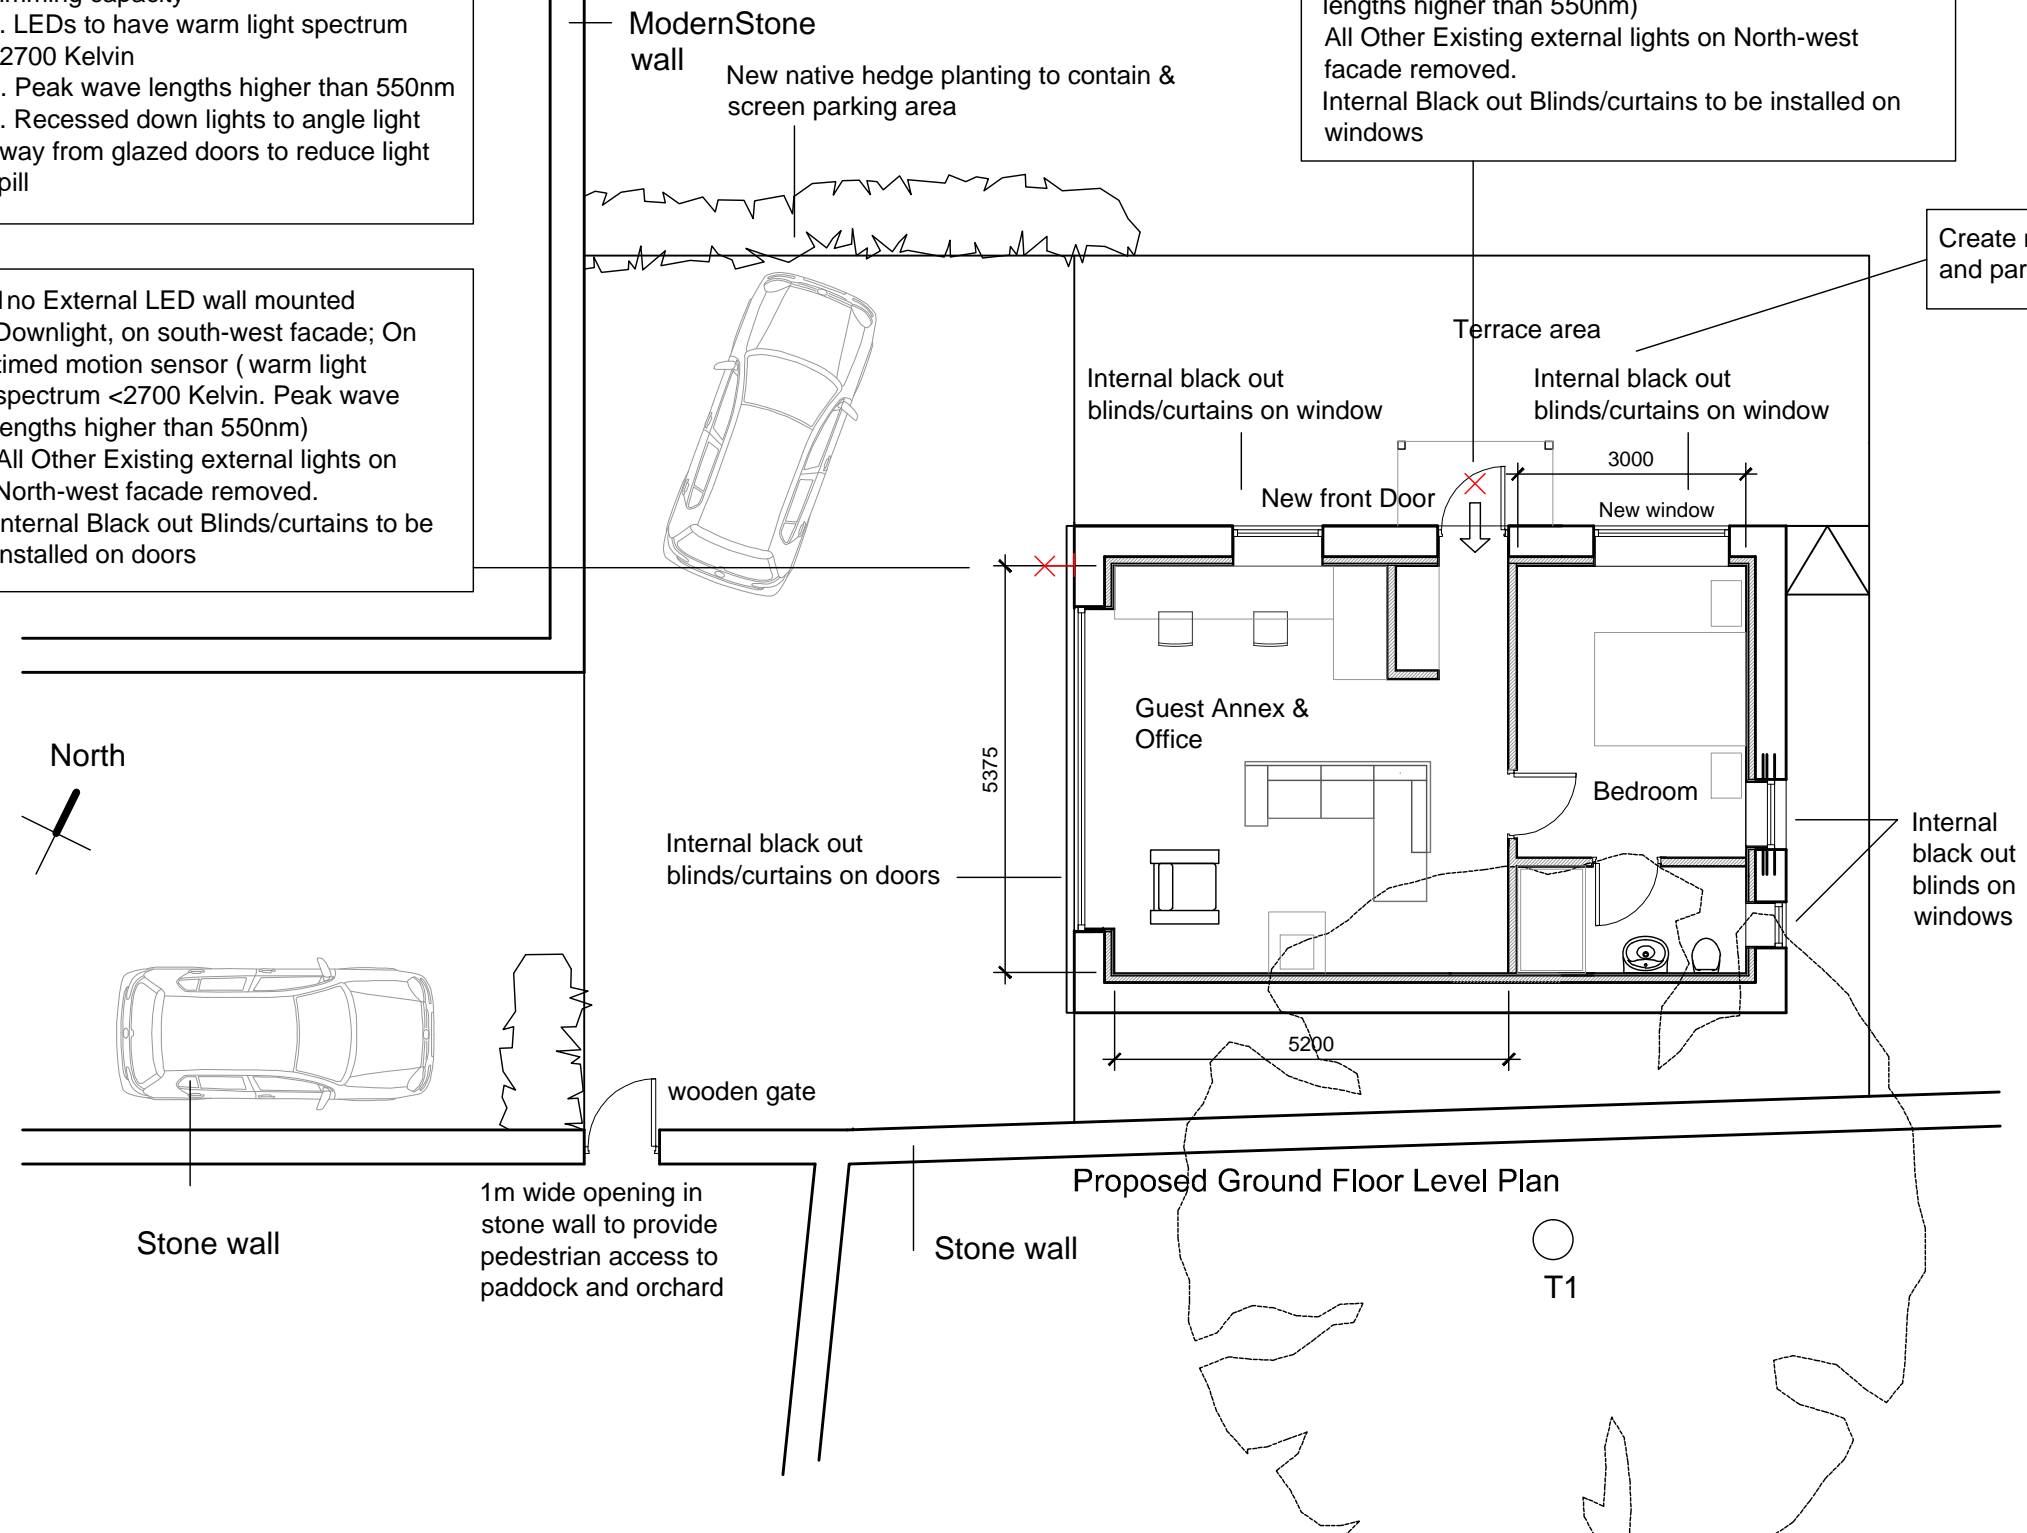 . LEDs to have warm light spectrum
2700 Kelvin
. Peak wave lengths higher than 550nm
. Recessed down lights to angle light
way from glazed doors to reduce light
pill
1no External LED wall mounted
Downlight, on south-west facade; On
timed motion sensor ( warm light
spectrum <2700 Kelvin. Peak wave
lengths higher than 550nm)
All Other Existing external lights on
North-west facade removed.
Internal Black out Blinds/curtains to be
installed on doors
ModernStone
wall
New native hedge planting to contain &
screen parking area
lengths higher than 550nm)
All Other Existing external lights on North-west
facade removed.
Internal Black out Blinds/curtains to be installed on
windows
Create
and par
Terrace area
Internal black out
blinds/curtains on window
Internal black out
blinds/curtains on window
3000
New front Door
New window
Guest Annex &
Office
5375
Bedroom
North
Internal black out
blinds/curtains on doors
Internal
black out
blinds on
windows
5200
wooden gate
1m wide opening in
stone wall to provide
pedestrian access to
paddock and orchard
Stone wall
Stone wall
Proposed Ground Floor Level Plan
T1